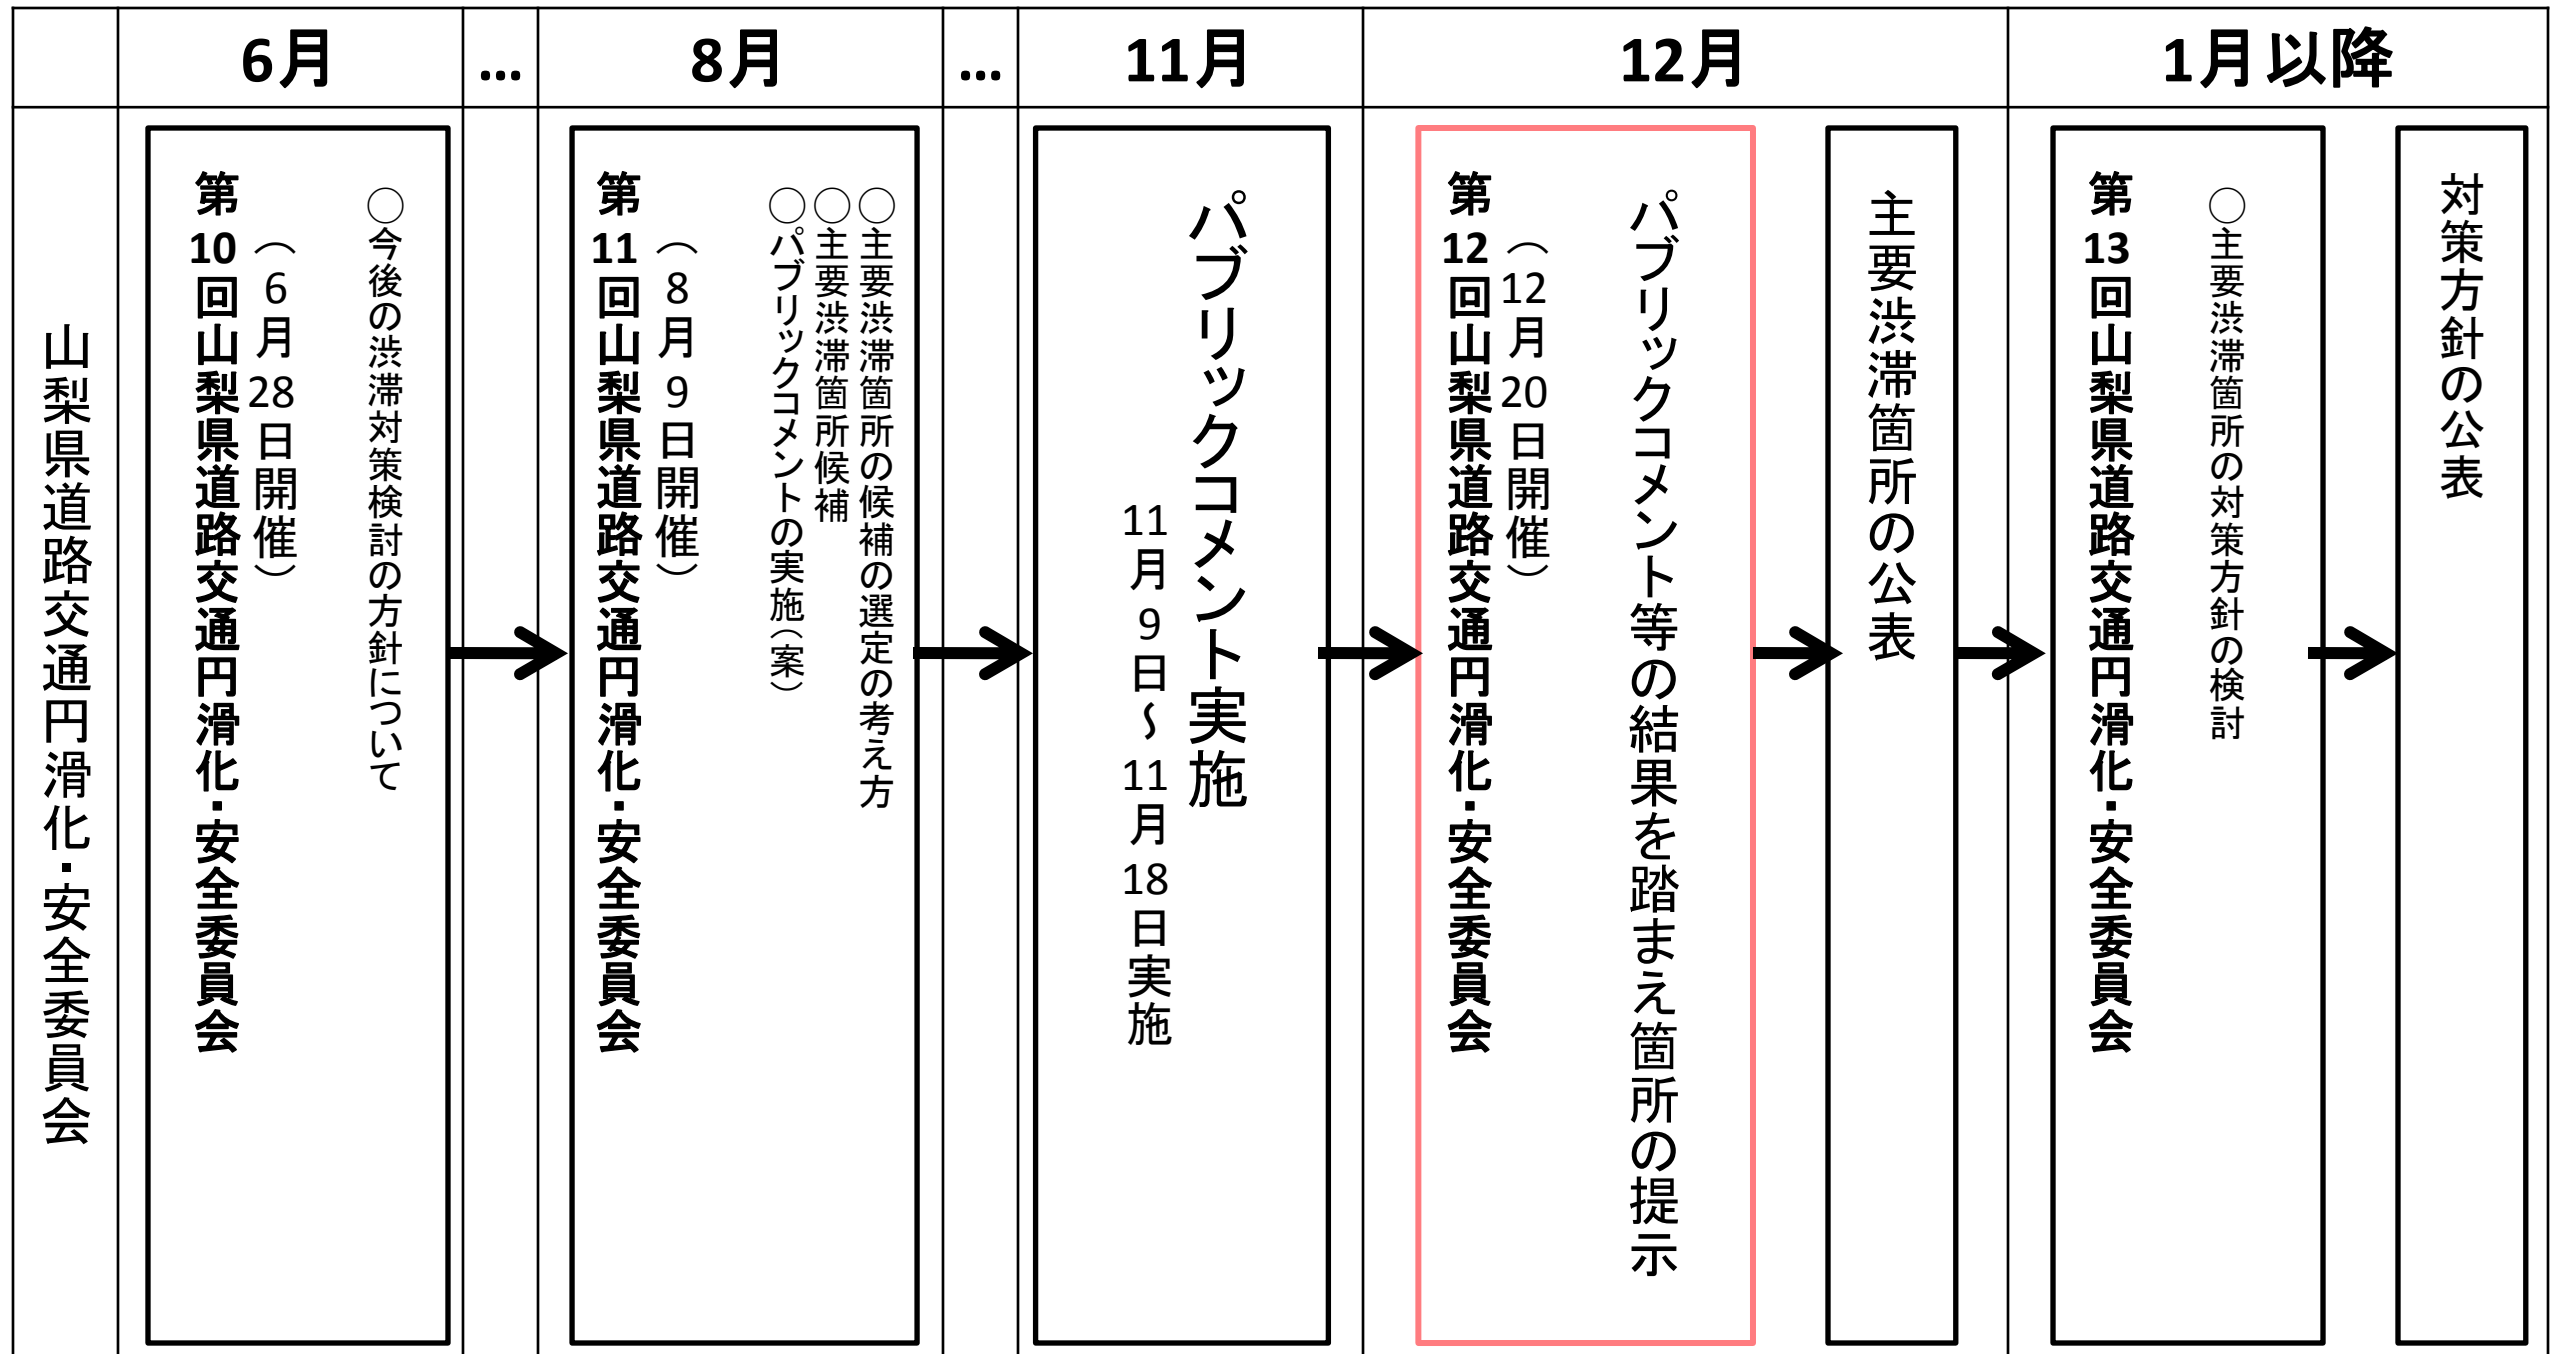 6月
…
8月
…
11月
12月
1月以降
山梨県道路交通円滑化・安全委員会
第10回山梨県道路交通円滑化・安全委員会
（6月28日開催）
○今後の渋滞対策検討の方針について
第11回山梨県道路交通円滑化・安全委員会
（8月9日開催）
○主要渋滞箇所の候補の選定の考え方
○主要渋滞箇所候補
○パブリックコメントの実施（案）
パブリックコメント実施
11月9日～11月18日実施
第12回山梨県道路交通円滑化・安全委員会
（12月20日開催）
パブリックコメント等の結果を踏まえ箇所の提示
主要渋滞箇所の公表
第13回山梨県道路交通円滑化・安全委員会
○主要渋滞箇所の対策方針の検討
対策方針の公表